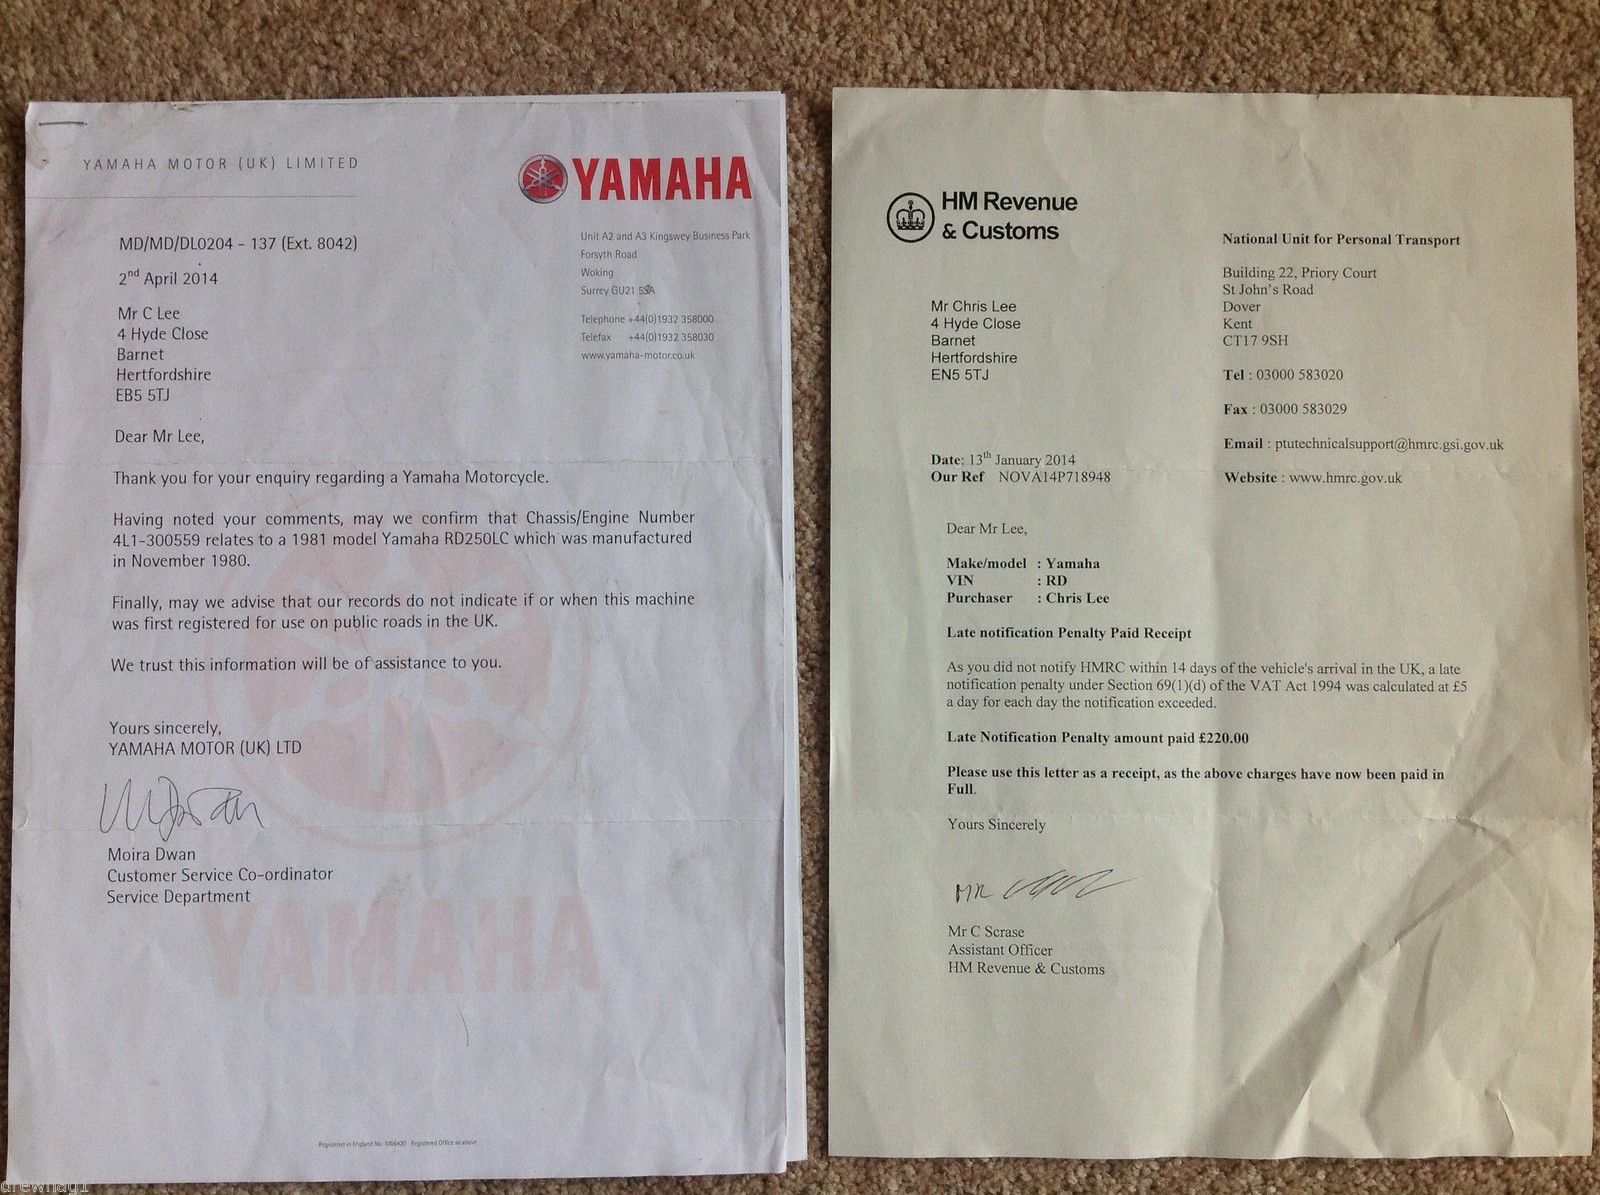 YAMAHA MOTOR (UK) LIMITED
YAMAHA
MD/MD/DL0204 - 137 (Ext. 8042)
2nd April 2014
Mr C Lee
4 Hyde Close
Barnet
Hertfordshire
EB5 5TJ
Unit A2 and A3 Kingswey Business Park
Forsyth Road
Woking
Surrey GU21 5SA
Telephone +44(0)1932 358000
Telefax +44(0)1932 358030
www.yamaha-motor.co.uk
Dear Mr Lee,
Thank you for your enquiry regarding a Yamaha Motorcycle.
Having noted your comments, may we confirm that Chassis/Engine Number
4L1-300559 relates to a 1981 model Yamaha RD250LC which was manufactured
in November 1980.
Finally, may we advise that our records do not indicate if or when this machine
was first registered for use on public roads in the UK.
We trust this information will be of assistance to you.
Yours sincerely,
YAMAHA MOTOR (UK) LTD
Moira Dwan
Customer Service Co-ordinator
Service Department
YAMAHA
Registered in England No. Registered Office as above
HM Revenue
& Customs
National Unit for Personal Transport
Building 22, Priory Court
St John's Road
Dover
Kent
CT17 9SH
Tel : 03000 583020
Fax : 03000 583029
Email : ptutechnicalsupport@hmrc.gsi.gov.uk
Website : www.hmrc.gov.uk
Mr Chris Lee
4 Hyde Close
Barnet
Hertfordshire
EN5 5TJ
Date: 13th January 2014
Our Ref NOVA14P718948
Dear Mr Lee,
Make/model : Yamaha
VIN : RD
Purchaser : Chris Lee
Late notification Penalty Paid Receipt
As you did not notify HMRC within 14 days of the vehicle's arrival in the UK, a late
notification penalty under Section 69(1)(d) of the VAT Act 1994 was calculated at £5
a day for each day the notification exceeded.
Late Notification Penalty amount paid £220.00
Please use this letter as a receipt, as the above charges have now been paid in
Full.
Yours Sincerely
MR
Mr C Scrase
Assistant Officer
HM Revenue & Customs
drewnag1